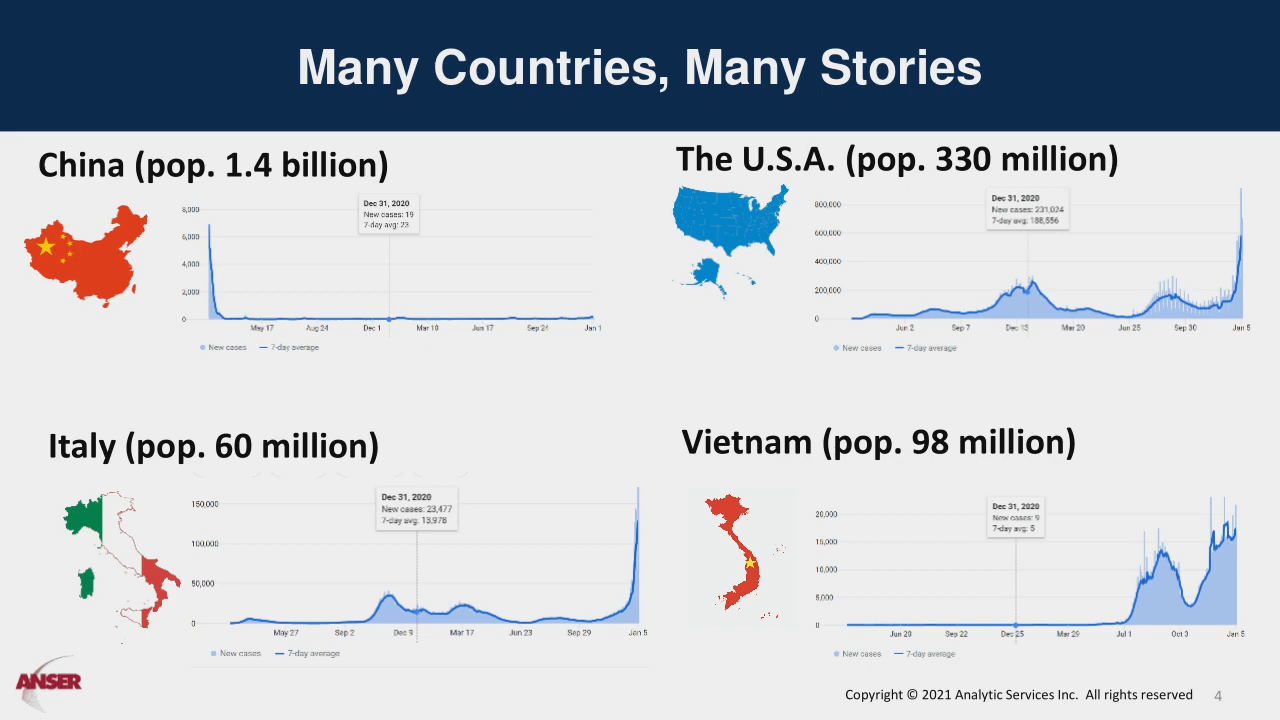 Many Countries, Many Stories
China (pop. 1.4 billion)
8,000
6,000
4,000
2,000
0
Dec 31, 2020
New cases: 19
7-day avg: 23
May 17
Aug 24
Dec 1
Mar 10
Jun 17
Sep 24
Jan 1
New cases
7-day average
The U.S.A. (pop. 330 million)
800,000
600,000
400,000
200,000
0
Dec 31, 2020
New cases: 231,024
7-day avg: 188,556
Jun 2
Sep 7
Dec 13
Mar 20
Jun 25
Sep 30
Jan 5
New cases
7-day average
Italy (pop. 60 million)
150,000
100,000
50,000
0
Dec 31, 2020
New cases: 23,477
7-day avg: 13,978
May 27
Sep 2
Dec 9
Mar 17
Jun 23
Sep 29
Jan 5
New cases
7-day average
Vietnam (pop. 98 million)
20,000
15,000
10,000
5,000
0
Dec 31, 2020
New cases: 9
7-day avg: 5
Jun 20
Sep 22
Dec 25
Mar 29
Jul 1
Oct 3
Jan 5
New cases
7-day average
ANSER
Copyright © 2021 Analytic Services Inc. All rights reserved
4